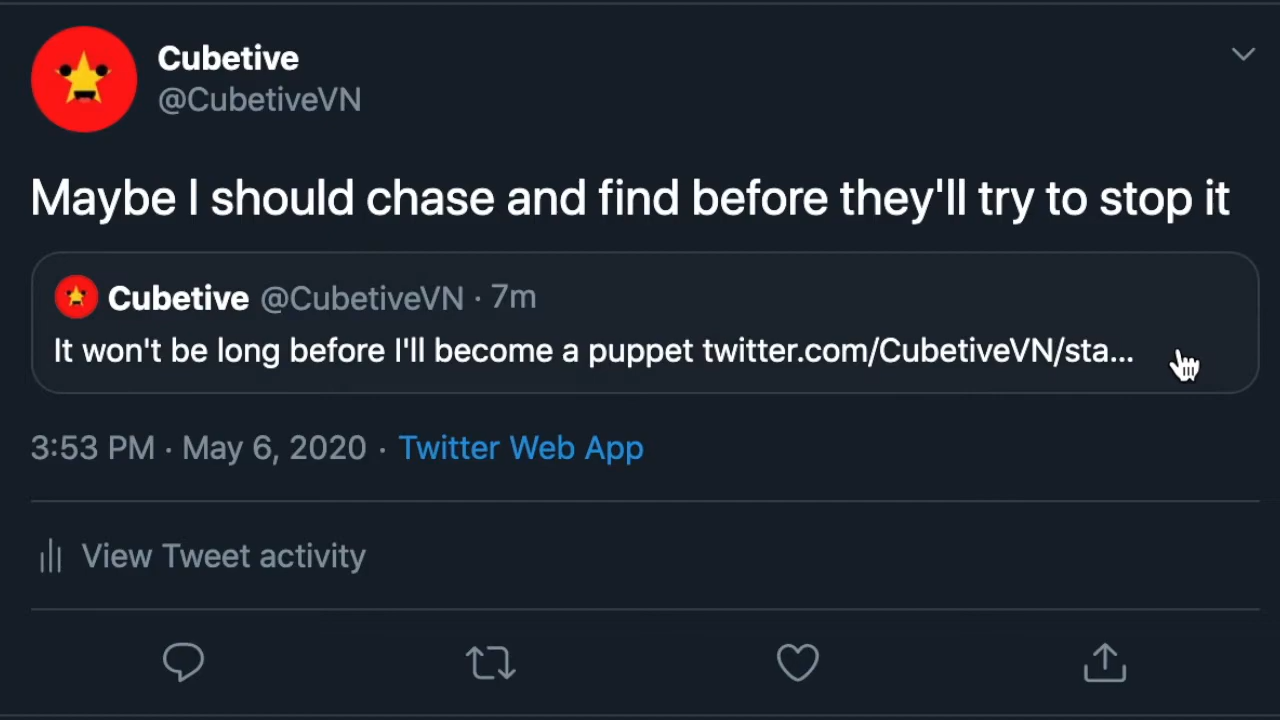 Cubetive
@CubetiveVN
Maybe I should chase and find before they'll try to stop it
Cubetive @CubetiveVN · 7m
It won't be long before I'll become a puppet twitter.com/CubetiveVN/sta...
3:53 PM · May 6, 2020 · Twitter Web App
View Tweet activity